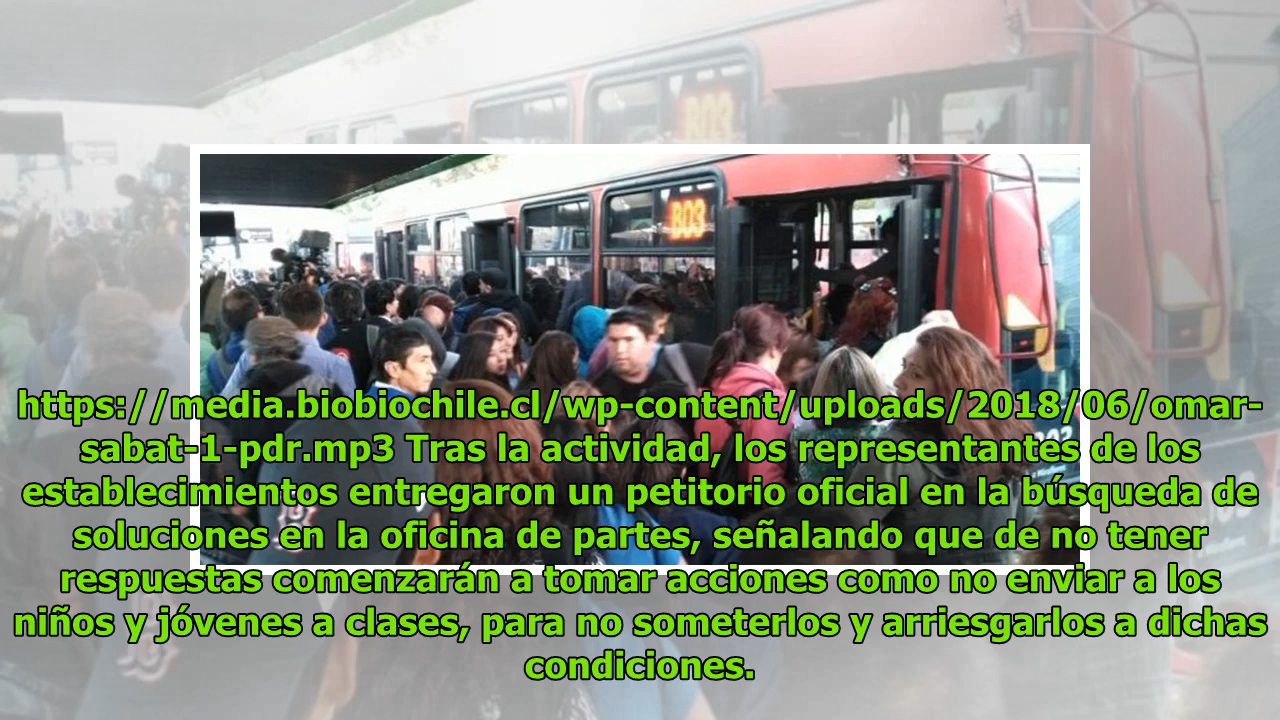 B03
B03
https://media.biobiochile.cl/wp-content/uploads/2018/06/omar-
sabat-1-pdr.mp3 Tras la actividad, los representantes de los
establecimientos entregaron un petitorio oficial en la búsqueda de
soluciones en la oficina de partes, señalando que de no tener
respuestas comenzarán a tomar acciones como no enviar a los
niños y jóvenes a clases, para no someterlos y arriesgarlos a dichas
condiciones.